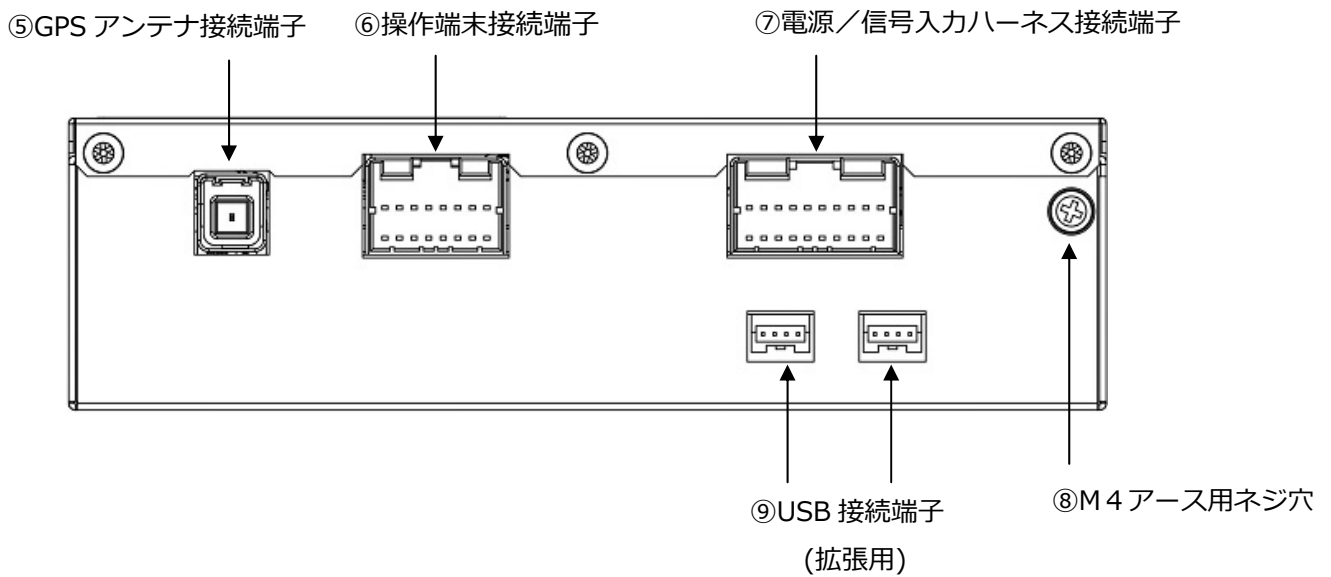 ⑤GPS アンテナ接続端子
⑥操作端末接続端子
⑦電源／信号入力ハーネス接続端子
⑧M４アース用ネジ穴
⑨USB 接続端子
(拡張用)